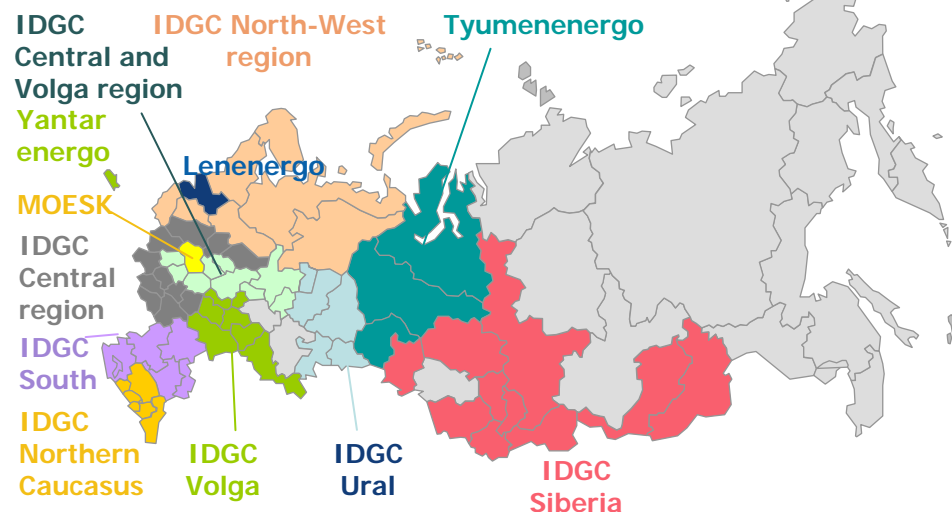 IDGC
Central and
Volga region
IDGC North-West
region
Tyumenenergo
Yantar
energo
Lenenergo
MOESK
IDGC
Central
region
IDGC
South
IDGC
Northern
Caucasus
IDGC
Volga
IDGC
Ural
IDGC
Siberia